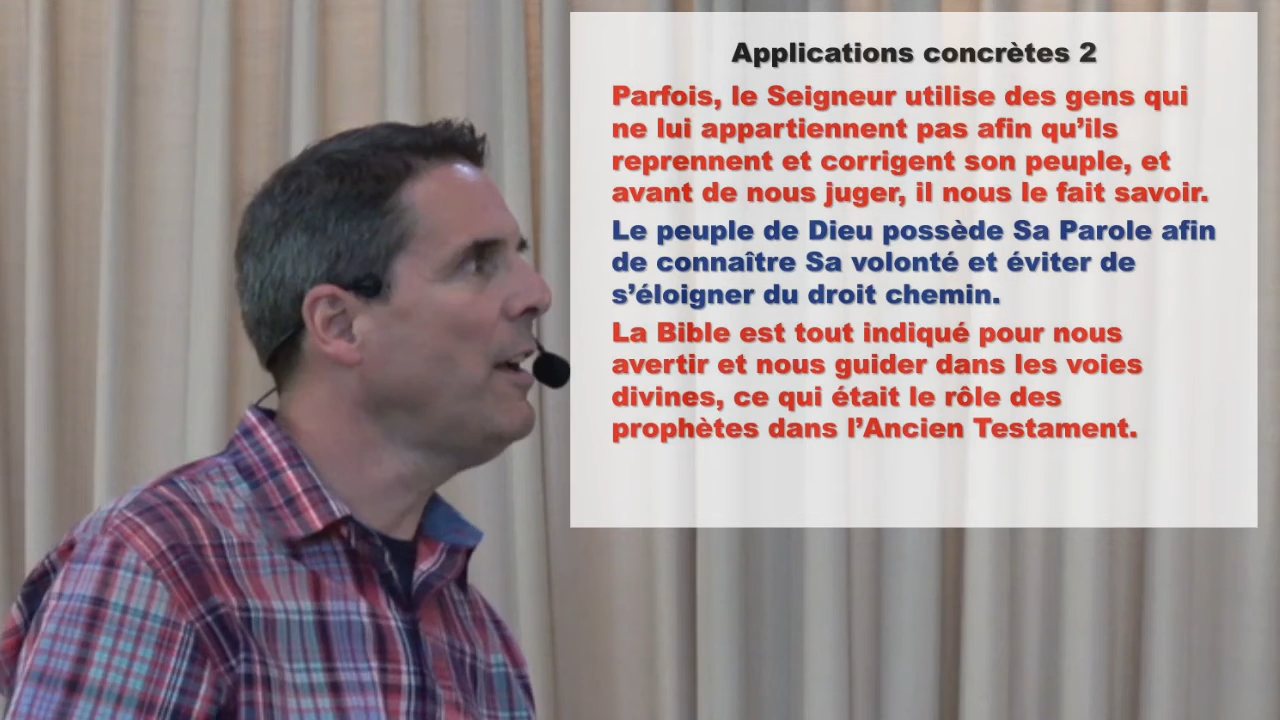 Applications concrètes 2
Parfois, le Seigneur utilise des gens qui
ne lui appartiennent pas afin qu’ils
reprennent et corrigent son peuple, et
avant de nous juger, il nous le fait savoir.
Le peuple de Dieu possède Sa Parole afin
de connaître Sa volonté et éviter de
s’éloigner du droit chemin.
La Bible est tout indiqué pour nous
avertir et nous guider dans les voies
divines, ce qui était le rôle des
prophètes dans l’Ancien Testament.